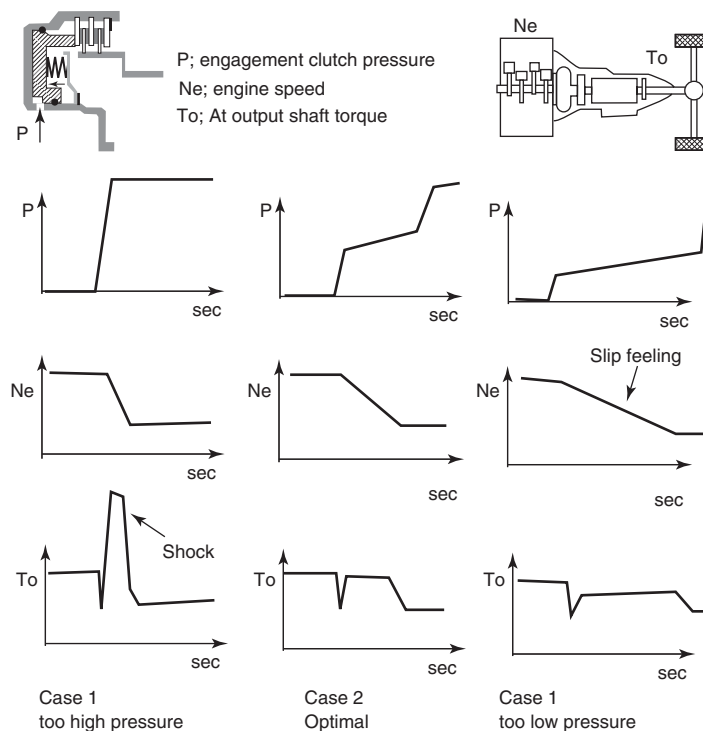 P; engagement clutch pressure
Ne; engine speed
To; At output shaft torque
P
Ne
To
P
sec
P
sec
P
sec
Ne
sec
Ne
sec
Slip feeling
Ne
sec
Shock
To
sec
To
sec
To
sec
Case 1
too high pressure
Case 2
Optimal
Case 1
too low pressure